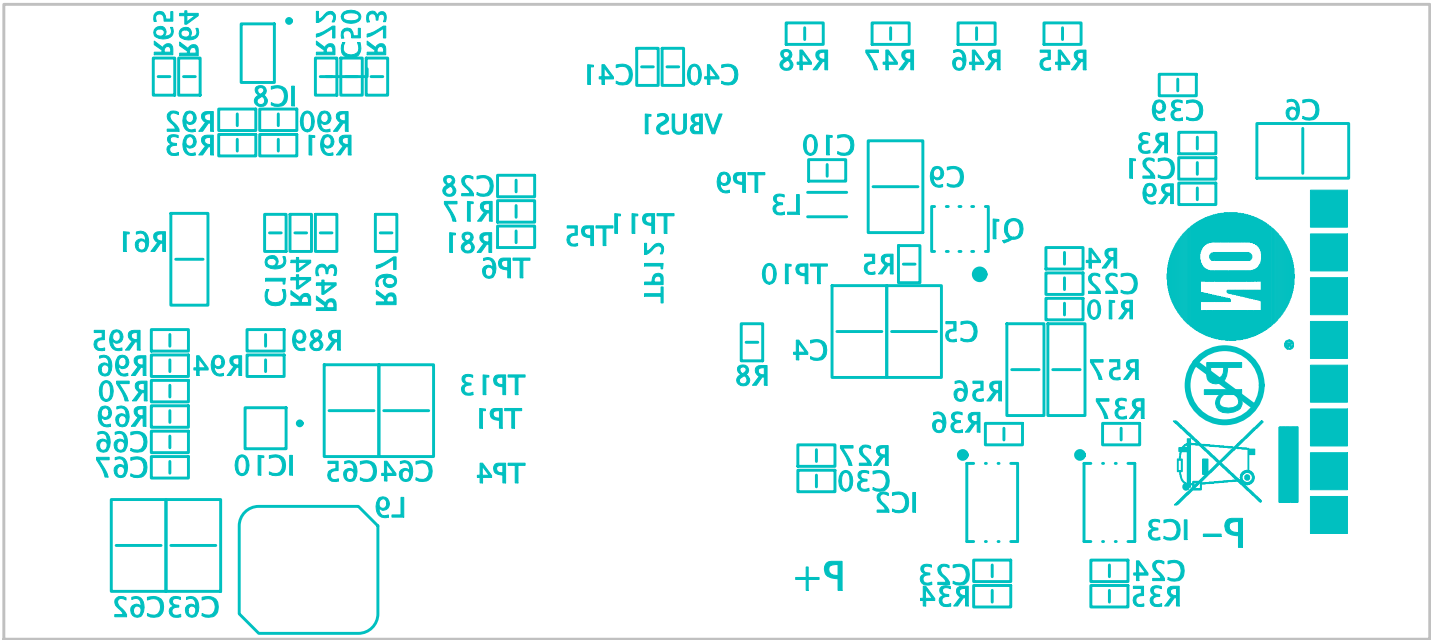 R65
R64
R72
C50
R73
IC8
R92
R90
R93
R91
C41
C40
VBUS1
R48
R47
R46
R45
C39
C6
R3
C21
R9
C10
C9
TP9
L3
Q1
C28
R17
R81
TP6
TP5
TP11
TP12
TP10
R5
R4
C22
R10
R61
C16
R44
R43
R97
R95
R96
R94
R89
R70
R69
C66
C67
IC10
C65
C64
TP13
TP1
TP4
C4
C5
R8
R56
R57
R36
R37
R27
C30
IC2
IC3
P-
P+
C23
R34
C24
R35
L9
C62
C63
NO
Pb